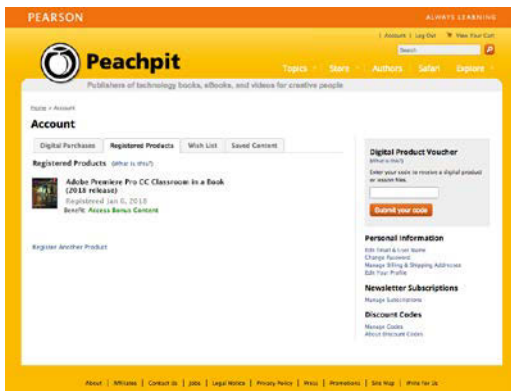 PEARSON
ALWAYS LEARNING
Account | Log Out View Your Cart
Search
Peachpit
Topics Store Authors Safari Explore
Publishers of technology books, eBooks, and videos for creative people
Home > Account
Account
Digital Purchases Registered Products Wish List Saved Content
Registered Products (What is this?)
Adobe Premiere Pro CC Classroom in a Book
(2018 release)
Registered Jan 6, 2018
Benefit: Access Bonus Content
Register Another Product
Digital Product Voucher
(What is this?)
Enter your code to receive a digital product
or lesson files.
Submit your code
Personal Information
Edit Email & User Name
Change Password
Manage Billing & Shipping Addresses
Edit Your Profile
Newsletter Subscriptions
Manage Subscriptions
Discount Codes
Manage Codes
About Discount Codes
About | Affiliates | Contact Us | Jobs | Legal Notice | Privacy Policy | Press | Promotions | Site Map | Write for Us